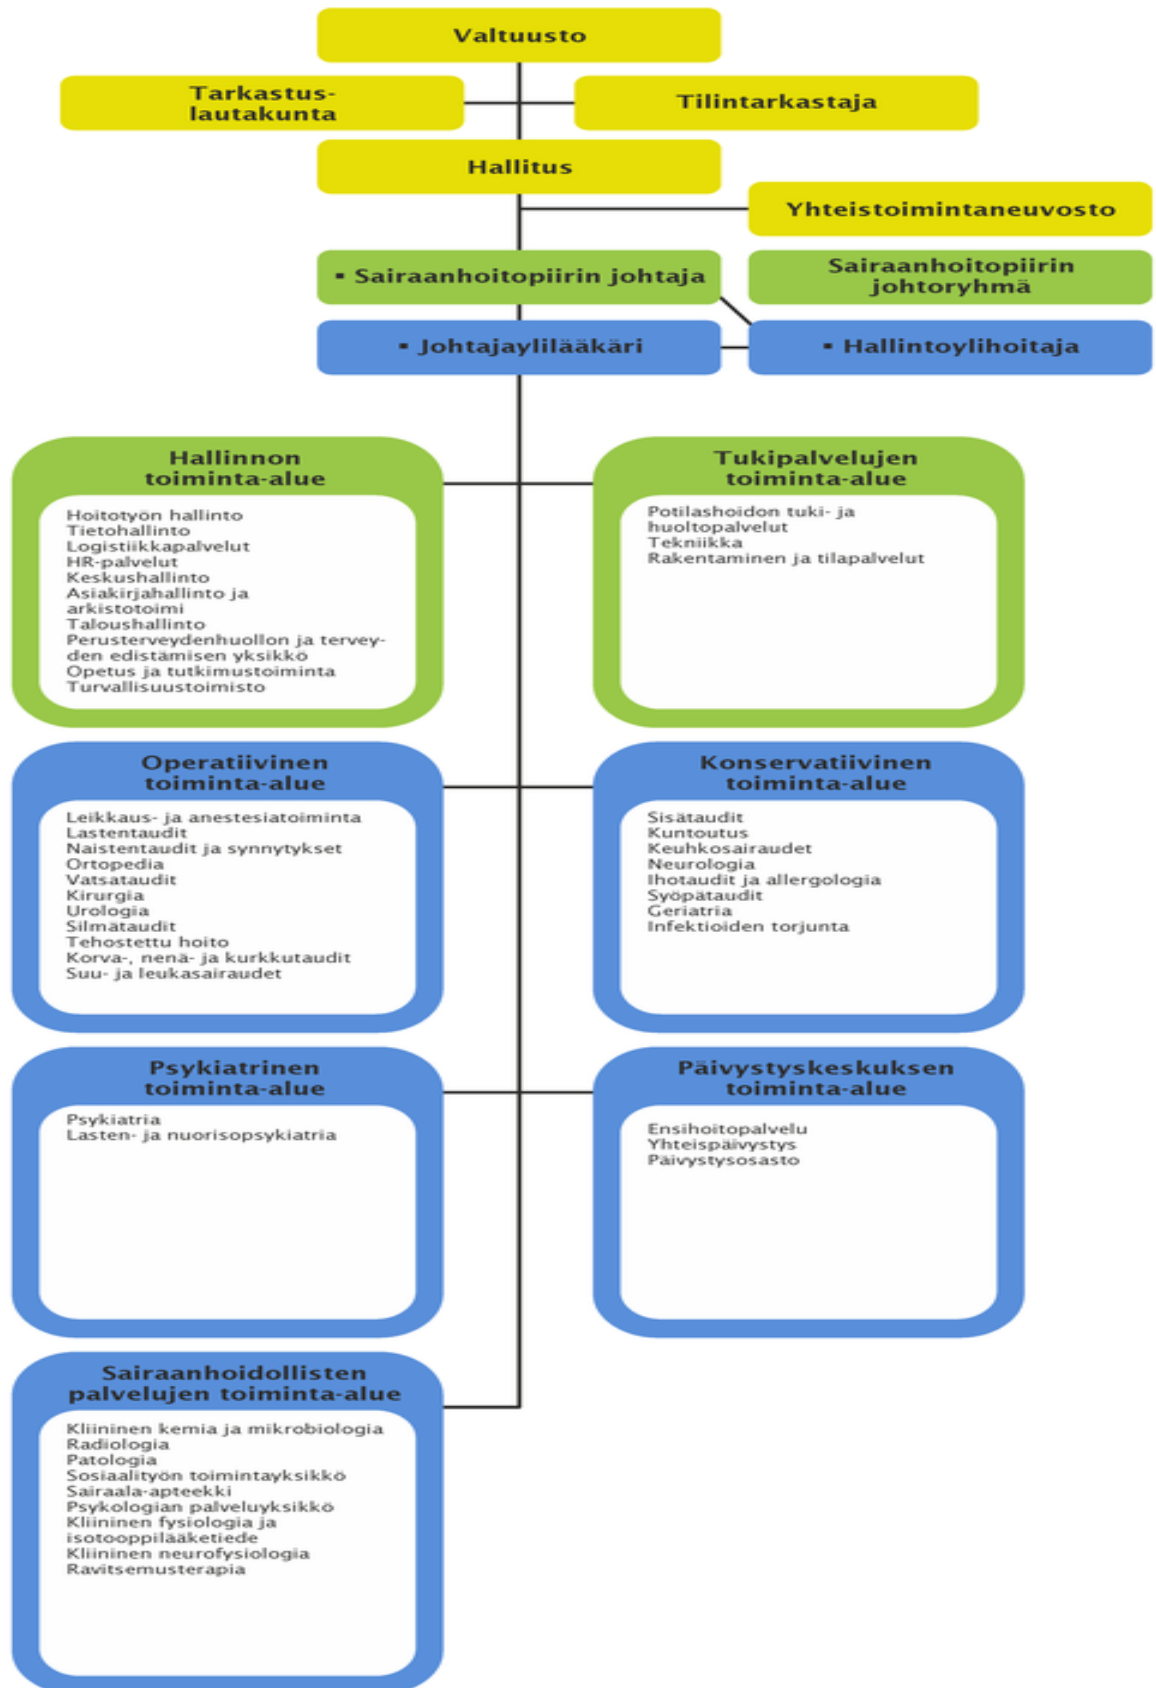 Valtuusto
Tarkastus-
lautakunta
Tilintarkastaja
Hallitus
Yhteistoimintaneuvosto
▪ Sairaanhoitopiirin johtaja
Sairaanhoitopiirin
johtoryhmä
▪ Johtajaylilääkäri
▪ Hallintoylihoitaja
Hallinnon
toiminta-alue
Hoitotyön hallinto
Tietohallinto
Logistiikkapalvelut
HR-palvelut
Keskushallinto
Asiakirjahallinto ja
arkistotoimi
Taloushallinto
Perusterveydenhuollon ja tervey-
den edistämisen yksikkö
Opetus ja tutkimustoiminta
Turvallisuustoimisto
Tukipalvelujen
toiminta-alue
Potilashoidon tuki- ja
huoltopalvelut
Tekniikka
Rakentaminen ja tilapalvelut
Operatiivinen
toiminta-alue
Leikkaus- ja anestesiatoiminta
Lastentaudit
Naistentaudit ja synnytykset
Ortopedia
Vatsataudit
Kirurgia
Urologia
Silmätaudit
Tehostettu hoito
Korva-, nenä- ja kurkkutaudit
Suu- ja leukasairaudet
Konservatiivinen
toiminta-alue
Sisätaudit
Kuntoutus
Keuhkosairaudet
Neurologia
Ihotaudit ja allergologia
Syöpätaudit
Geriatria
Infektioiden torjunta
Psykiatrinen
toiminta-alue
Psykiatria
Lasten- ja nuorisopsykiatria
Päivystyskeskuksen
toiminta-alue
Ensihoitopalvelu
Yhteispäivystys
Päivystysosasto
Sairaanhoidollisten
palvelujen toiminta-alue
Kliininen kemia ja mikrobiologia
Radiologia
Patologia
Sosiaalityön toimintayksikkö
Sairaala-apteekki
Psykologian palveluyksikkö
Kliininen fysiologia ja
isotooppilääketiede
Kliininen neurofysiologia
Ravitsemusterapia